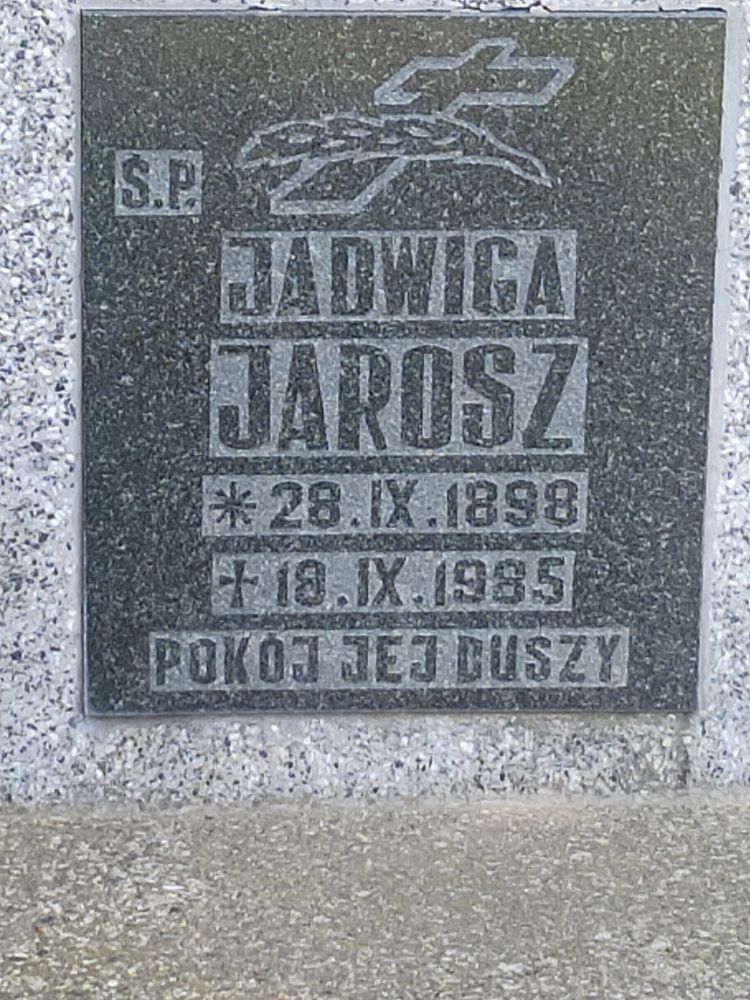 Ś.P.
JADWIGA
JAROSZ
* 28.IX.1898
† 18.IX.1985
POKÓJ JEJ DUSZY